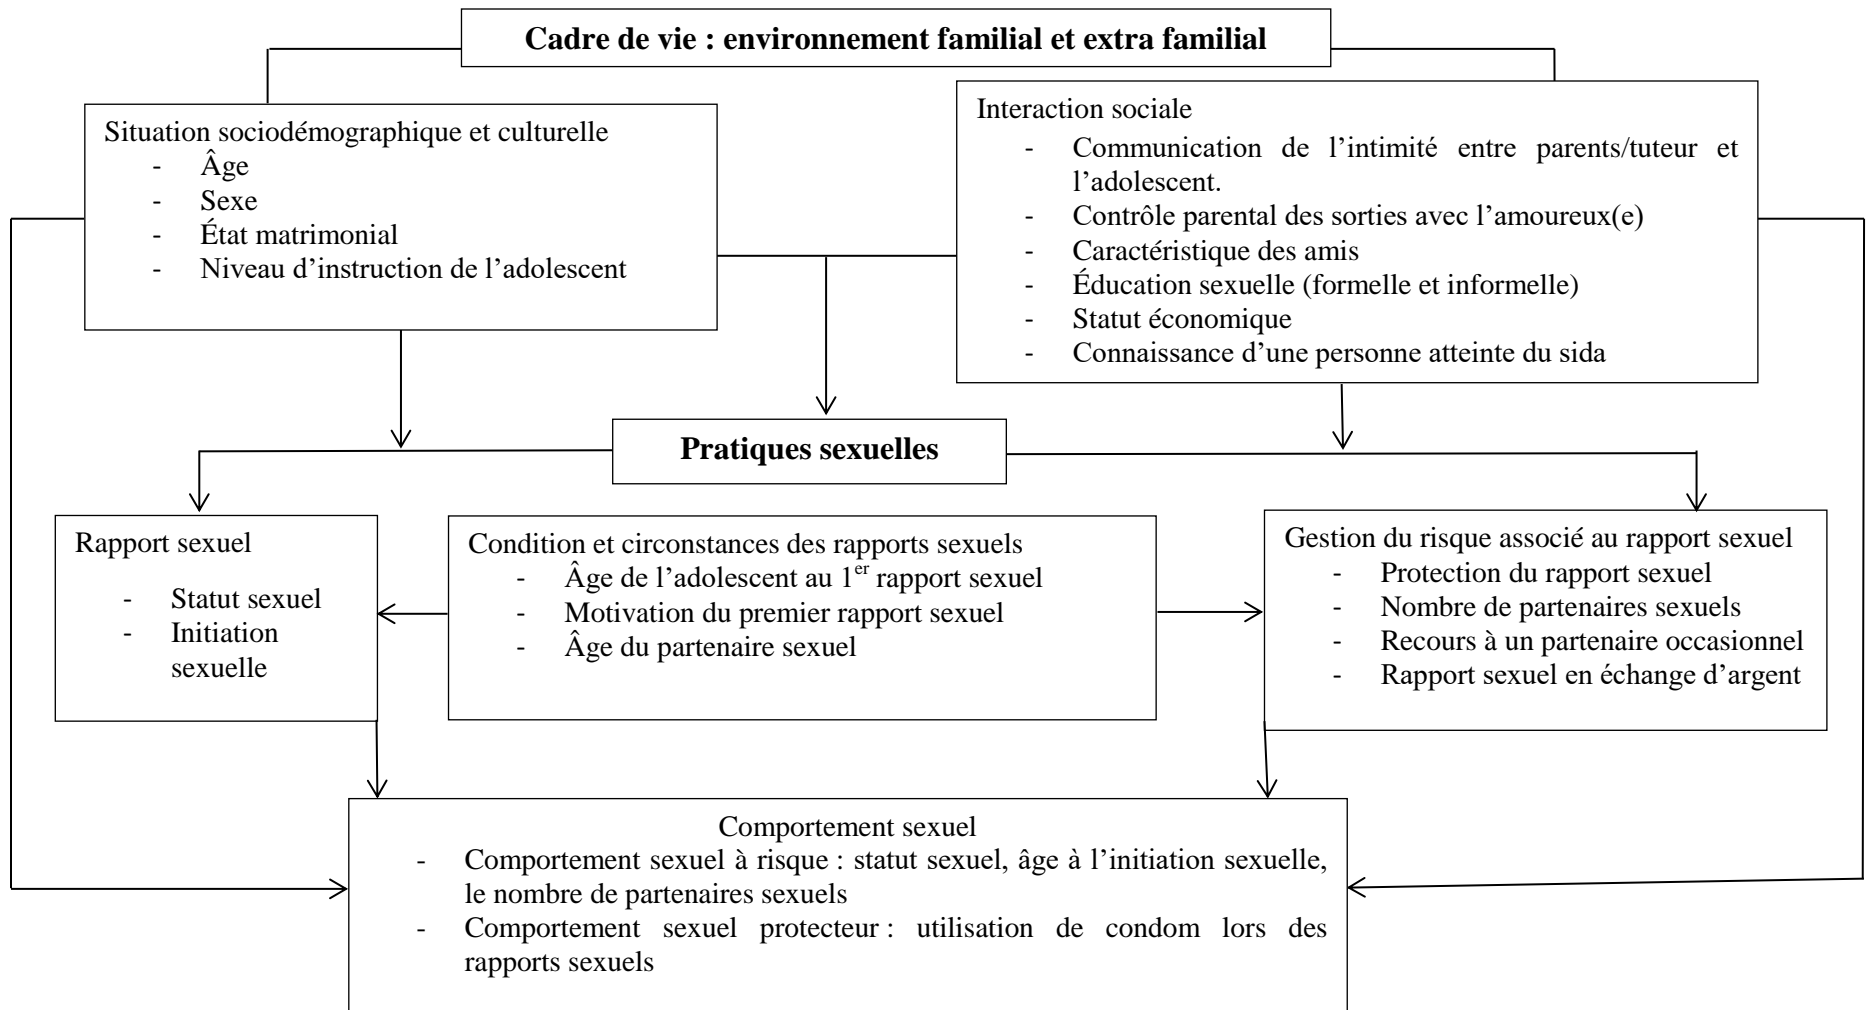 Cadre de vie : environnement familial et extra familial
Situation sociodémographique et culturelle
- Âge
- Sexe
- État matrimonial
- Niveau d’instruction de l’adolescent
Interaction sociale
- Communication de l’intimité entre parents/tuteur et
l’adolescent.
- Contrôle parental des sorties avec l’amoureux(e)
- Caractéristique des amis
- Éducation sexuelle (formelle et informelle)
- Statut économique
- Connaissance d’une personne atteinte du sida
Pratiques sexuelles
Rapport sexuel
- Statut sexuel
- Initiation
sexuelle
Condition et circonstances des rapports sexuels
- Âge de l’adolescent au 1er rapport sexuel
- Motivation du premier rapport sexuel
- Âge du partenaire sexuel
Gestion du risque associé au rapport sexuel
- Protection du rapport sexuel
- Nombre de partenaires sexuels
- Recours à un partenaire occasionnel
- Rapport sexuel en échange d’argent
Comportement sexuel
- Comportement sexuel à risque : statut sexuel, âge à l’initiation sexuelle,
le nombre de partenaires sexuels
- Comportement sexuel protecteur : utilisation de condom lors des
rapports sexuels